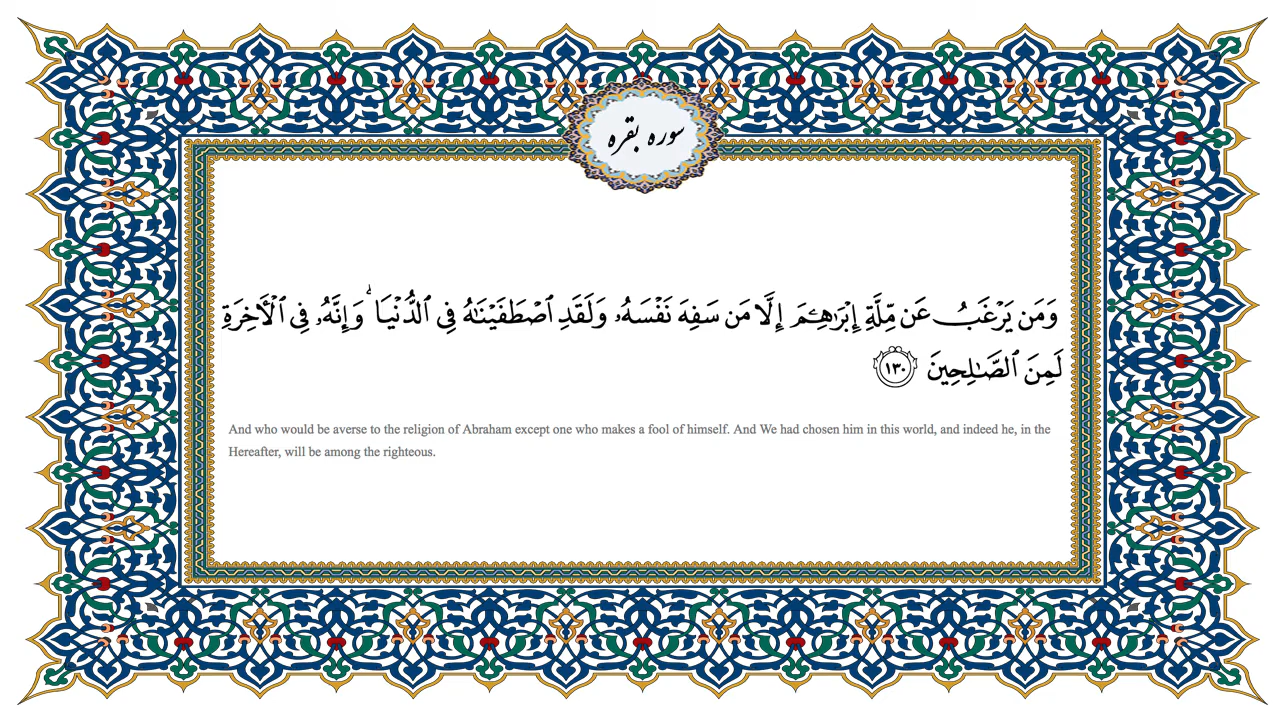 سوره بقره
وَمَن يَرْغَبُ عَن مِّلَّةِ إِبْرَٰهِـۧمَ إِلَّا مَن سَفِهَ نَفْسَهُۥ وَلَقَدِ ٱصْطَفَيْنَـٰهُ فِى ٱلدُّنْيَا ۖ وَإِنَّهُۥ فِى ٱلْـَٔاخِرَةِ
لَمِنَ ٱلصَّـٰلِحِينَ ١٣٠
And who would be averse to the religion of Abraham except one who makes a fool of himself. And We had chosen him in this world, and indeed he, in the
Hereafter, will be among the righteous.